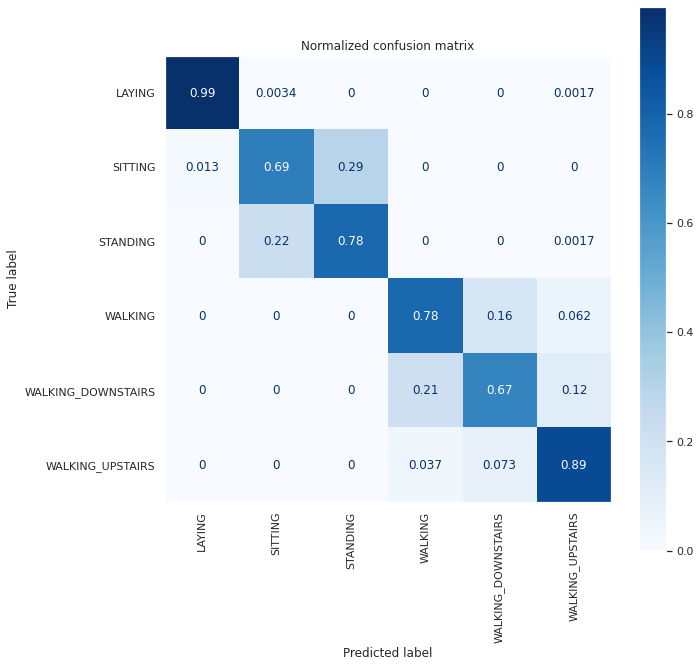 Normalized confusion matrix
LAYING 0.99 0.0034 0 0 0 0.0017
SITTING 0.013 0.69 0.29 0 0 0
STANDING 0 0.22 0.78 0 0 0.0017
WALKING 0 0 0 0.78 0.16 0.062
WALKING_DOWNSTAIRS 0 0 0 0.21 0.67 0.12
WALKING_UPSTAIRS 0 0 0 0.037 0.073 0.89
True label
LAYING
SITTING
STANDING
WALKING
WALKING_DOWNSTAIRS
WALKING_UPSTAIRS
Predicted label
0.8
0.6
0.4
0.2
0.0